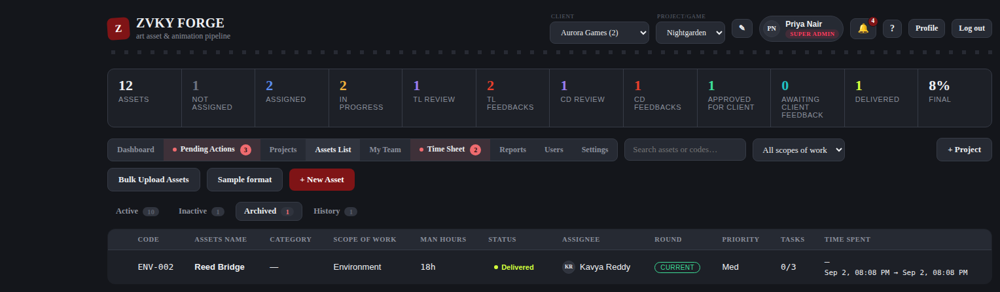 Z
ZVKY FORGE
art asset & animation pipeline
CLIENT
Aurora Games (2)
PROJECT/GAME
Nightgarden
✎
PN
Priya Nair
SUPER ADMIN
🔔 4
?
Profile
Log out
12
ASSETS
1
NOT
ASSIGNED
2
ASSIGNED
2
IN
PROGRESS
1
TL REVIEW
2
TL
FEEDBACKS
1
CD REVIEW
1
CD
FEEDBACKS
1
APPROVED
FOR CLIENT
0
AWAITING
CLIENT
FEEDBACK
1
DELIVERED
8%
FINAL
Dashboard
Pending Actions 3
Projects
Assets List
My Team
Time Sheet 2
Reports
Users
Settings
Search assets or codes…
All scopes of work
+ Project
Bulk Upload Assets
Sample format
+ New Asset
Active 10
Inactive 1
Archived 1
History 1
CODE ASSETS NAME CATEGORY SCOPE OF WORK MAN HOURS STATUS ASSIGNEE ROUND PRIORITY TASKS TIME SPENT
ENV-002 Reed Bridge — Environment 18h Delivered KR Kavya Reddy CURRENT Med 0/3 —
Sep 2, 08:08 PM → Sep 2, 08:08 PM